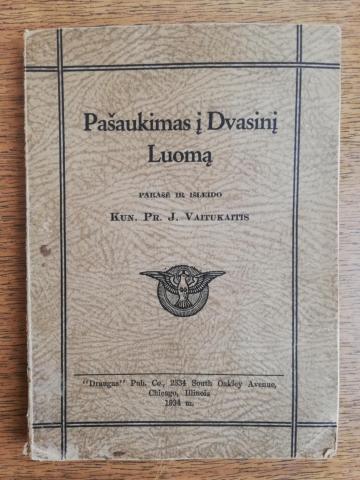 Pašaukimas į Dvasinį
Luomą
PARAŠĖ IR IŠLEIDO
KUN. PR. J. VAITUKAITIS
"Draugas" Pub. Co., 2334 South Oakley Avenue,
Chicago, Illinois
1934 m.